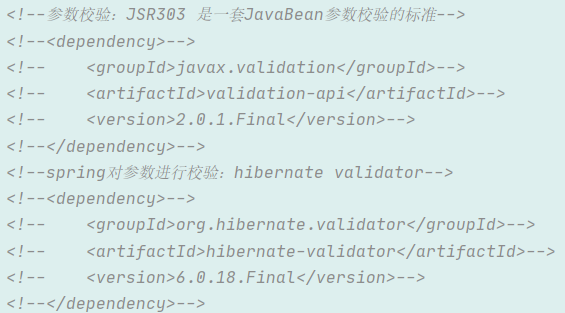 <!--参数校验：JSR303 是一套JavaBean参数校验的标准-->
<!--<dependency>-->
<!--    <groupId>javax.validation</groupId>-->
<!--    <artifactId>validation-api</artifactId>-->
<!--    <version>2.0.1.Final</version>-->
<!--</dependency>-->
<!--spring对参数进行校验：hibernate validator-->
<!--<dependency>-->
<!--    <groupId>org.hibernate.validator</groupId>-->
<!--    <artifactId>hibernate-validator</artifactId>-->
<!--    <version>6.0.18.Final</version>-->
<!--</dependency>-->